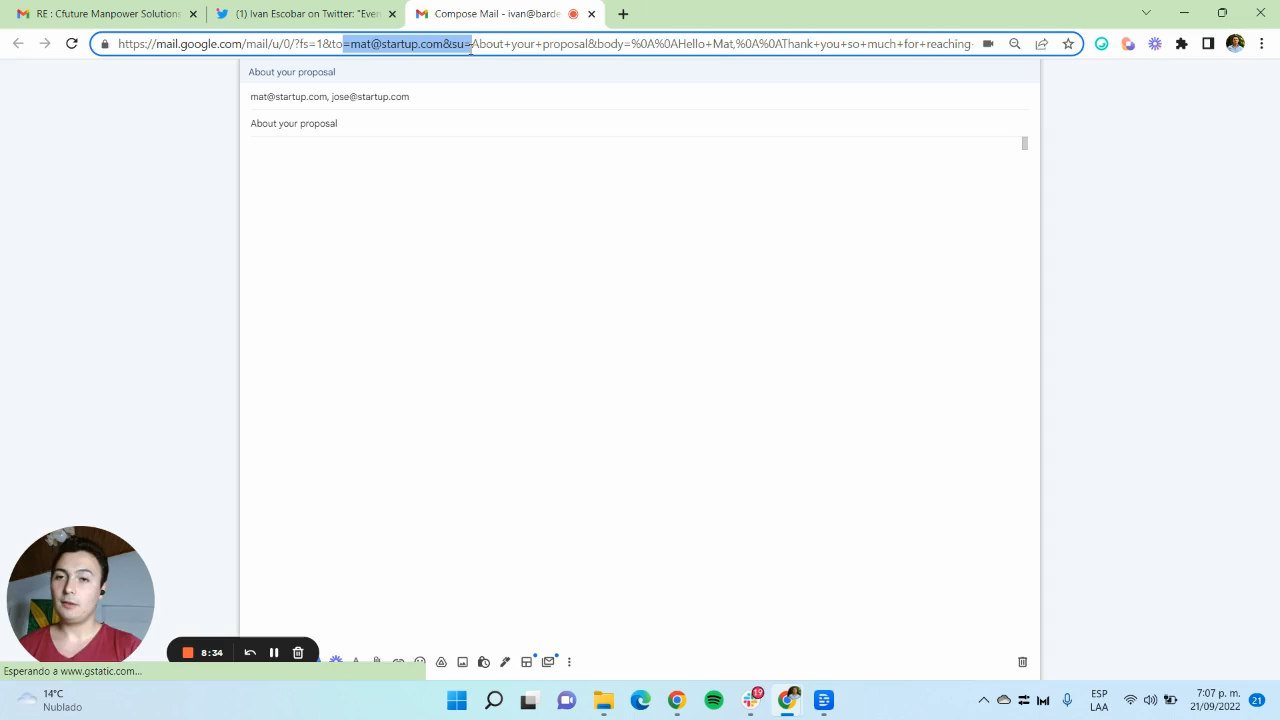 RE : Cfuture Manpower Solutions
(1) Ivan Escobar on Twitter: "Even
Compose Mail - ivan@barde
https://mail.google.com/mail/u/0/?fs=1&to=mat@startup.com&su=About+your+proposal&body=%0A%0AHello+Mat,%0A%0AThank+you+so+much+for+reaching-
About your proposal
mat@startup.com, jose@startup.com
About your proposal
8:34
Esperando a www.gstatic.com...
14°C
Nublado
19
ESP
LAA
7:07 p. m.
21/09/2022
21